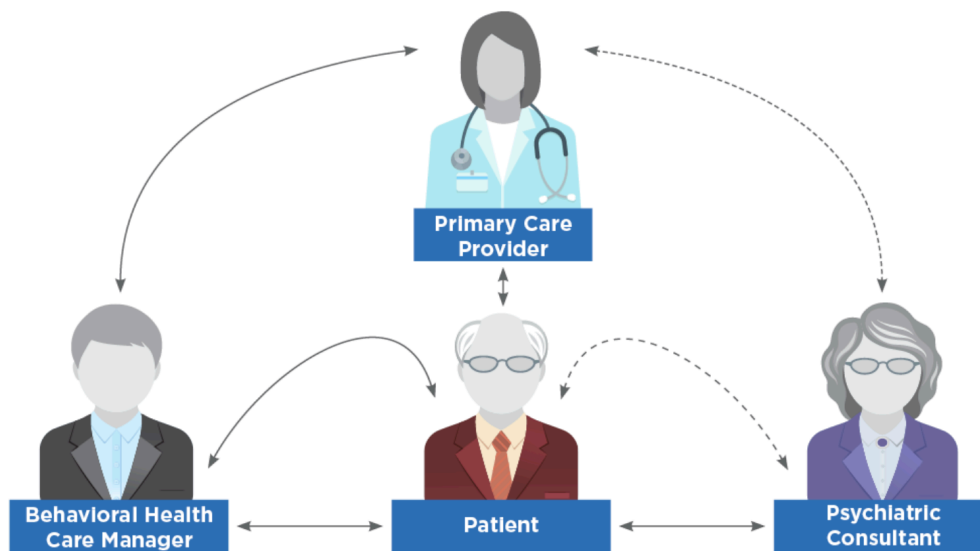 Primary Care
Provider
Behavioral Health
Care Manager
Patient
Psychiatric
Consultant